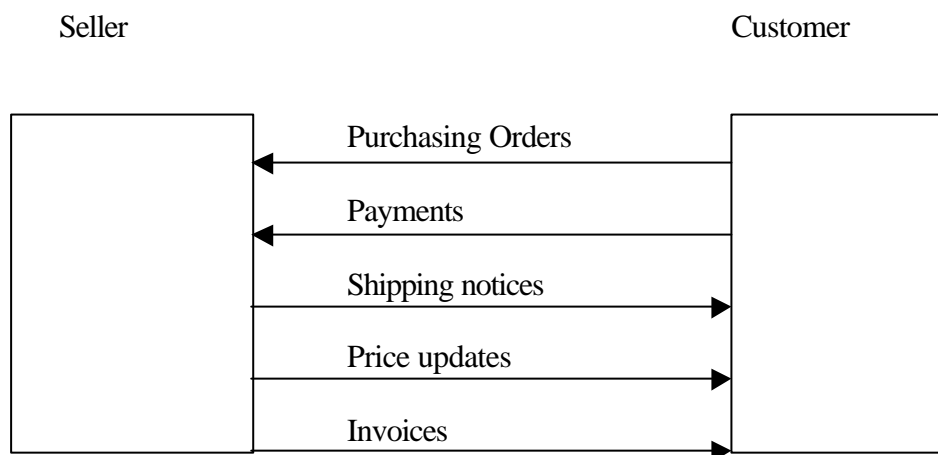 Seller
Customer
Purchasing Orders
Payments
Shipping notices
Price updates
Invoices